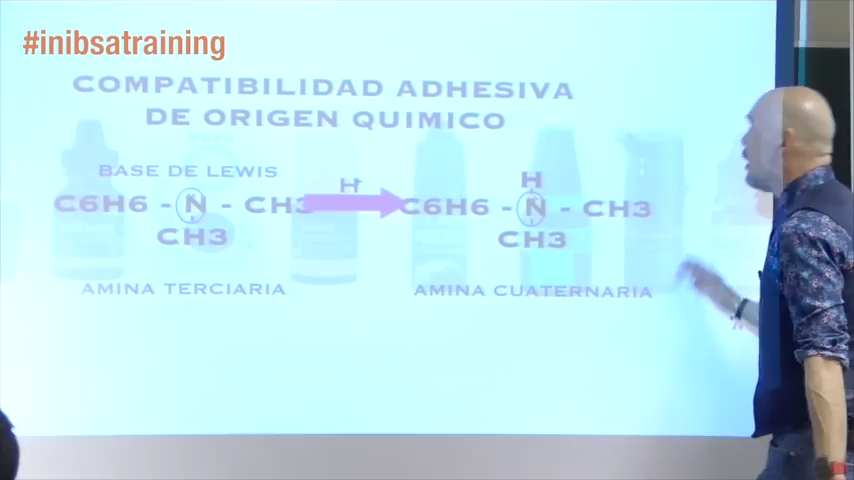 #inibsatraining
COMPATIBILIDAD ADHESIVA
DE ORIGEN QUIMICO
BASE DE LEWIS
H
H
C6H6 - N - CH3
C6H6 - N - CH3
CH3
CH3
AMINA TERCIARIA
AMINA CUATERNARIA